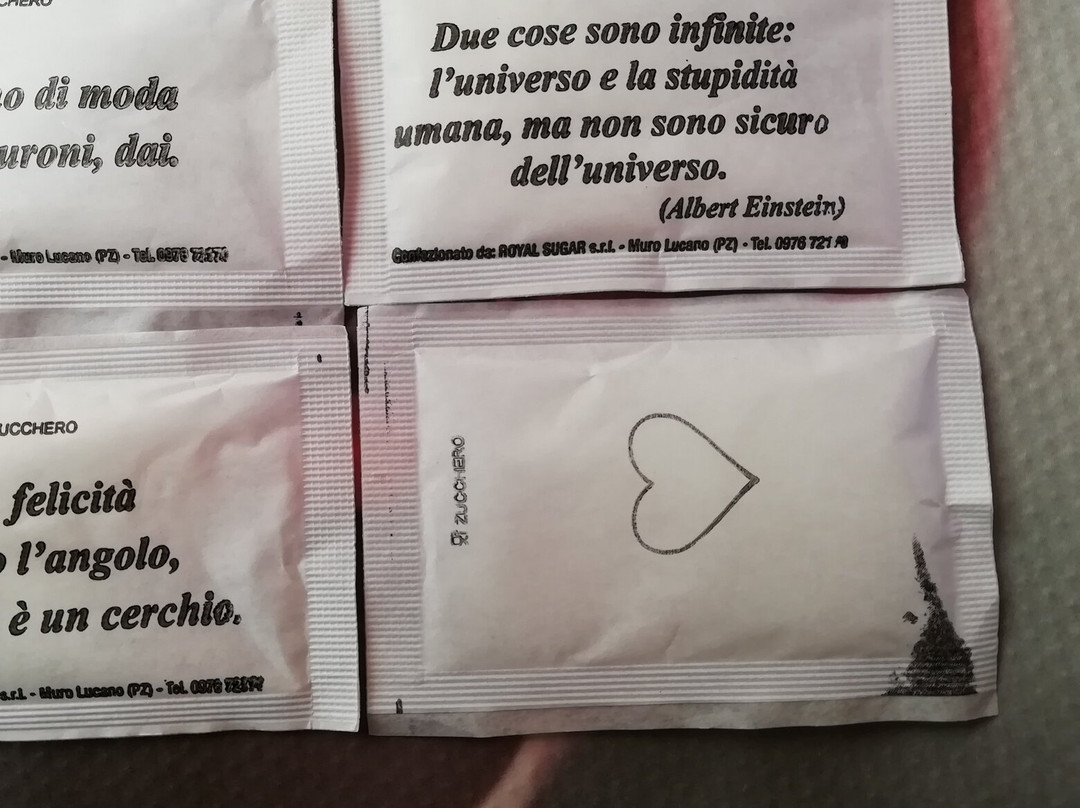 di moda
dai.
- Muro Lucano (PZ) - Tel. 0976
Due cose sono infinite:
l'universo e la stupidità
umana, ma non sono sicuro
dell'universo.
(Albert Einstein)
Confezionato da: ROYAL SUGAR s.r.l. - Muro Lucano (PZ) - Tel. 0976
UCCHERO
felicità
l'angolo,
è un cerchio.
s.r.l. - Muro Lucano (PZ) - Tel. 0976
ZUCCHERO